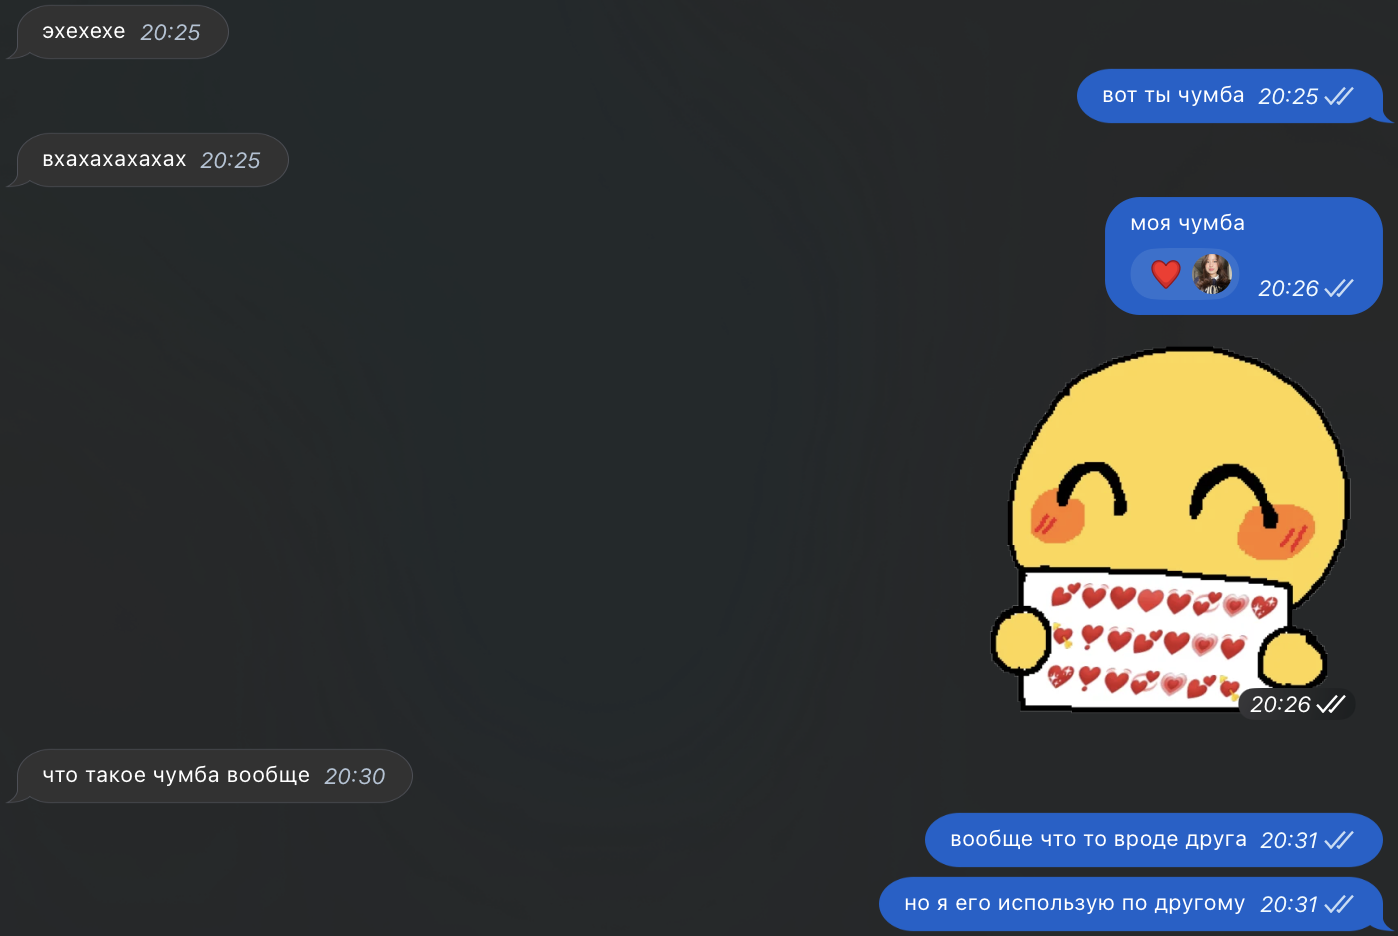 эхехехе 20:25
вот ты чумба 20:25
вхахахахахах 20:25
моя чумба
20:26
20:26
что такое чумба вообще 20:30
вообще что то вроде друга 20:31
но я его использую по другому 20:31